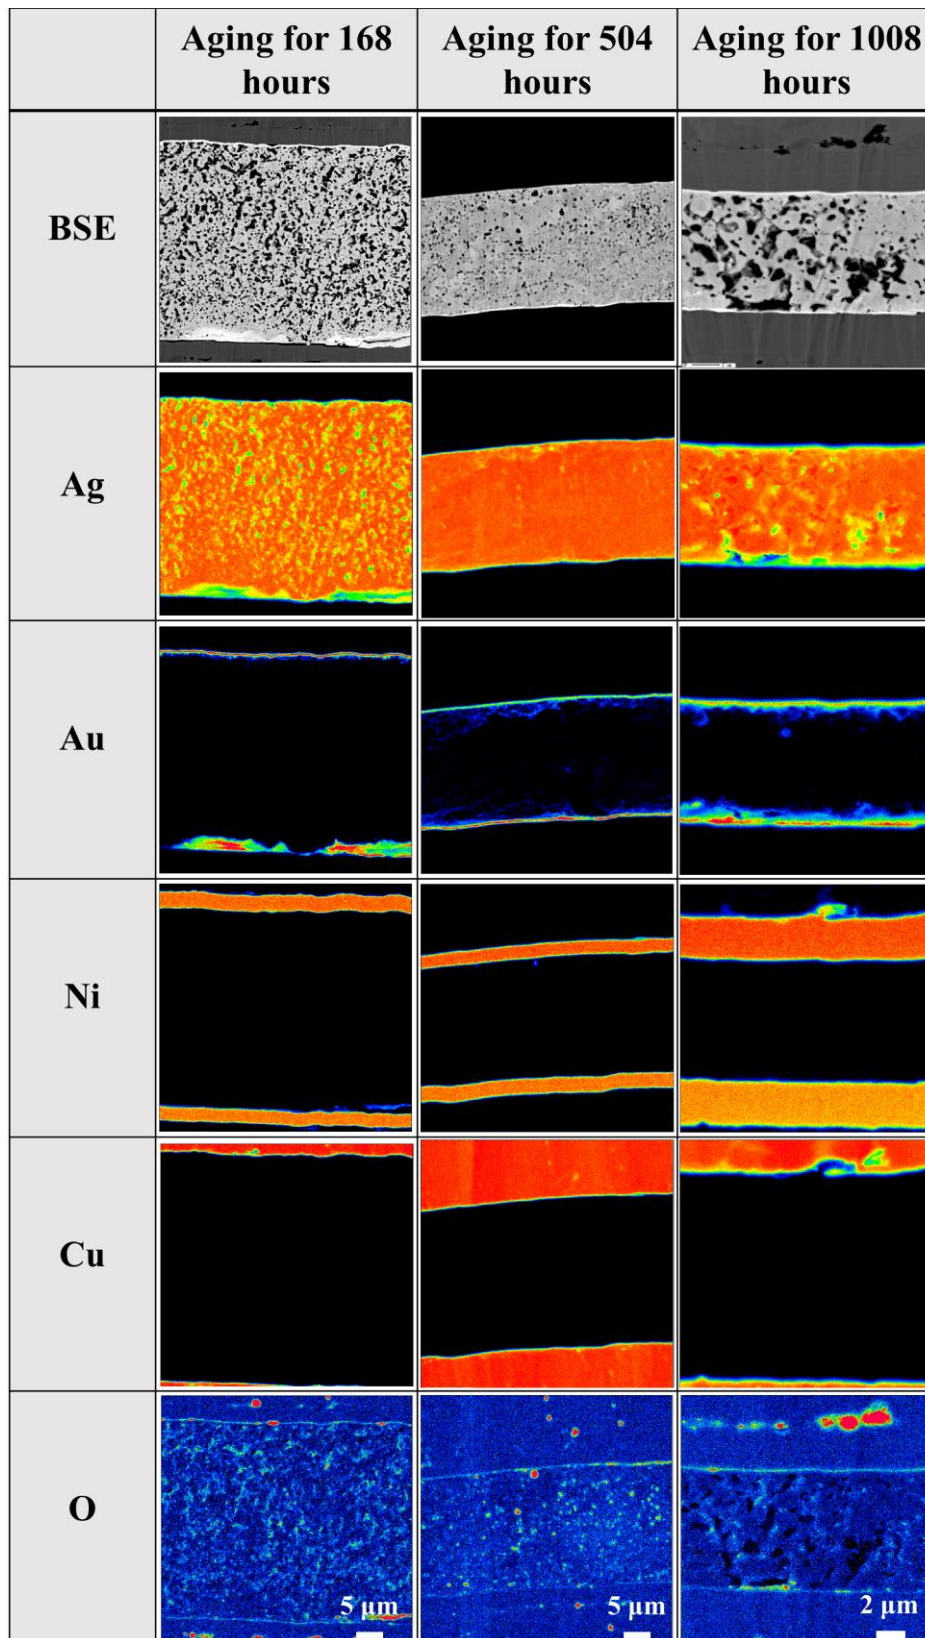 Aging for 168
hours
Aging for 504
hours
Aging for 1008
hours
BSE
Ag
Au
Ni
Cu
O
5 μm
5 μm
2 μm